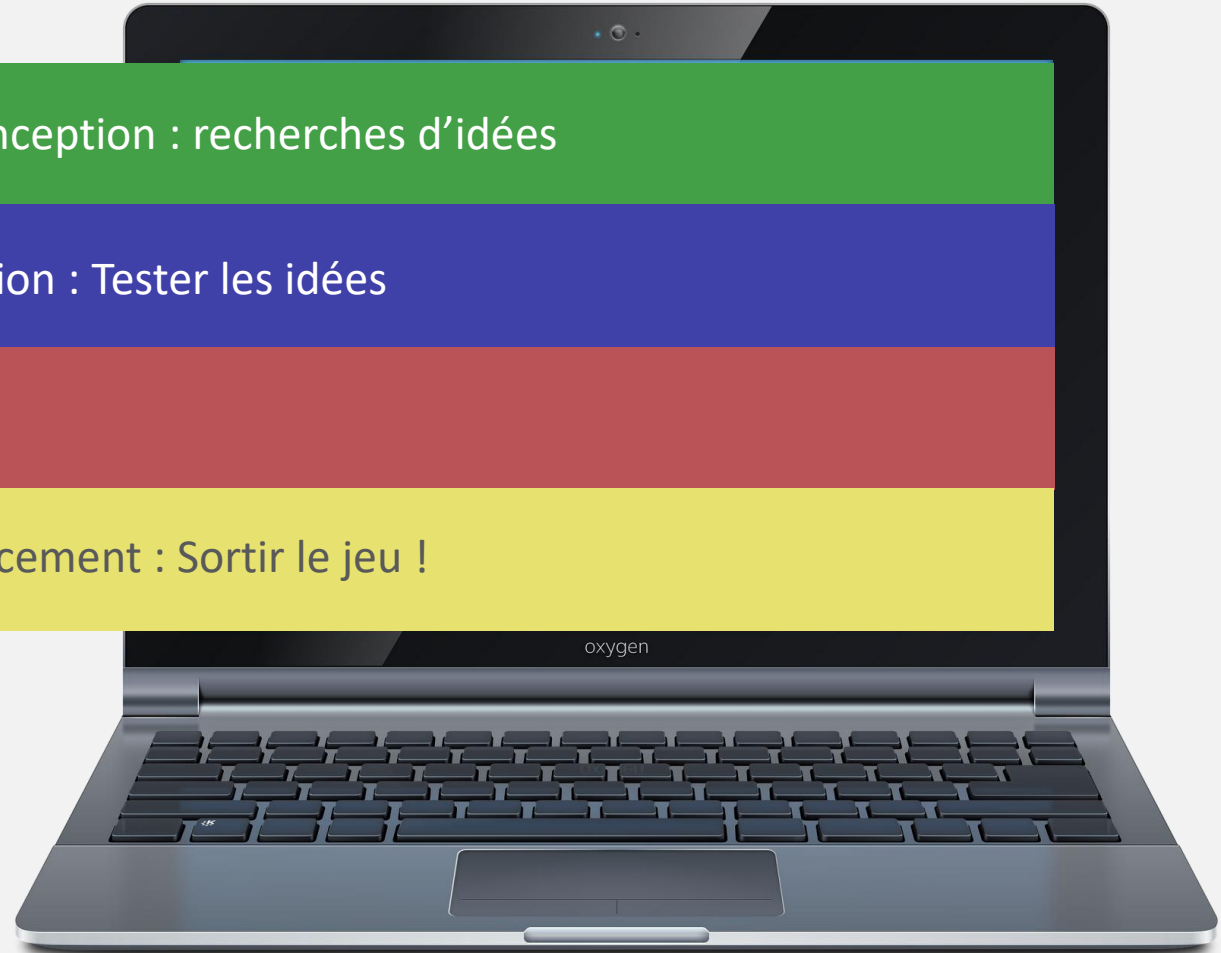 nception : recherches d’idées
ion : Tester les idées
cement : Sortir le jeu !
oxygen